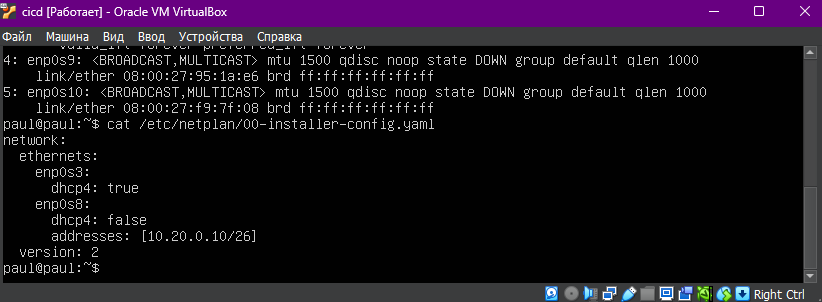 cicd [Работает] - Oracle VM VirtualBox
Файл Машина Вид Ввод Устройства Справка
valid_lft forever preferred_lft forever
4: enp0s9: <BROADCAST,MULTICAST> mtu 1500 qdisc noop state DOWN group default qlen 1000
link/ether 08:00:27:95:1a:e6 brd ff:ff:ff:ff:ff:ff
5: enp0s10: <BROADCAST,MULTICAST> mtu 1500 qdisc noop state DOWN group default qlen 1000
link/ether 08:00:27:f9:7f:08 brd ff:ff:ff:ff:ff:ff
paul@paul:~$ cat /etc/netplan/00-installer-config.yaml
network:
  ethernets:
    enp0s3:
      dhcp4: true
    enp0s8:
      dhcp4: false
      addresses: [10.20.0.10/26]
  version: 2
paul@paul:~$
Right Ctrl